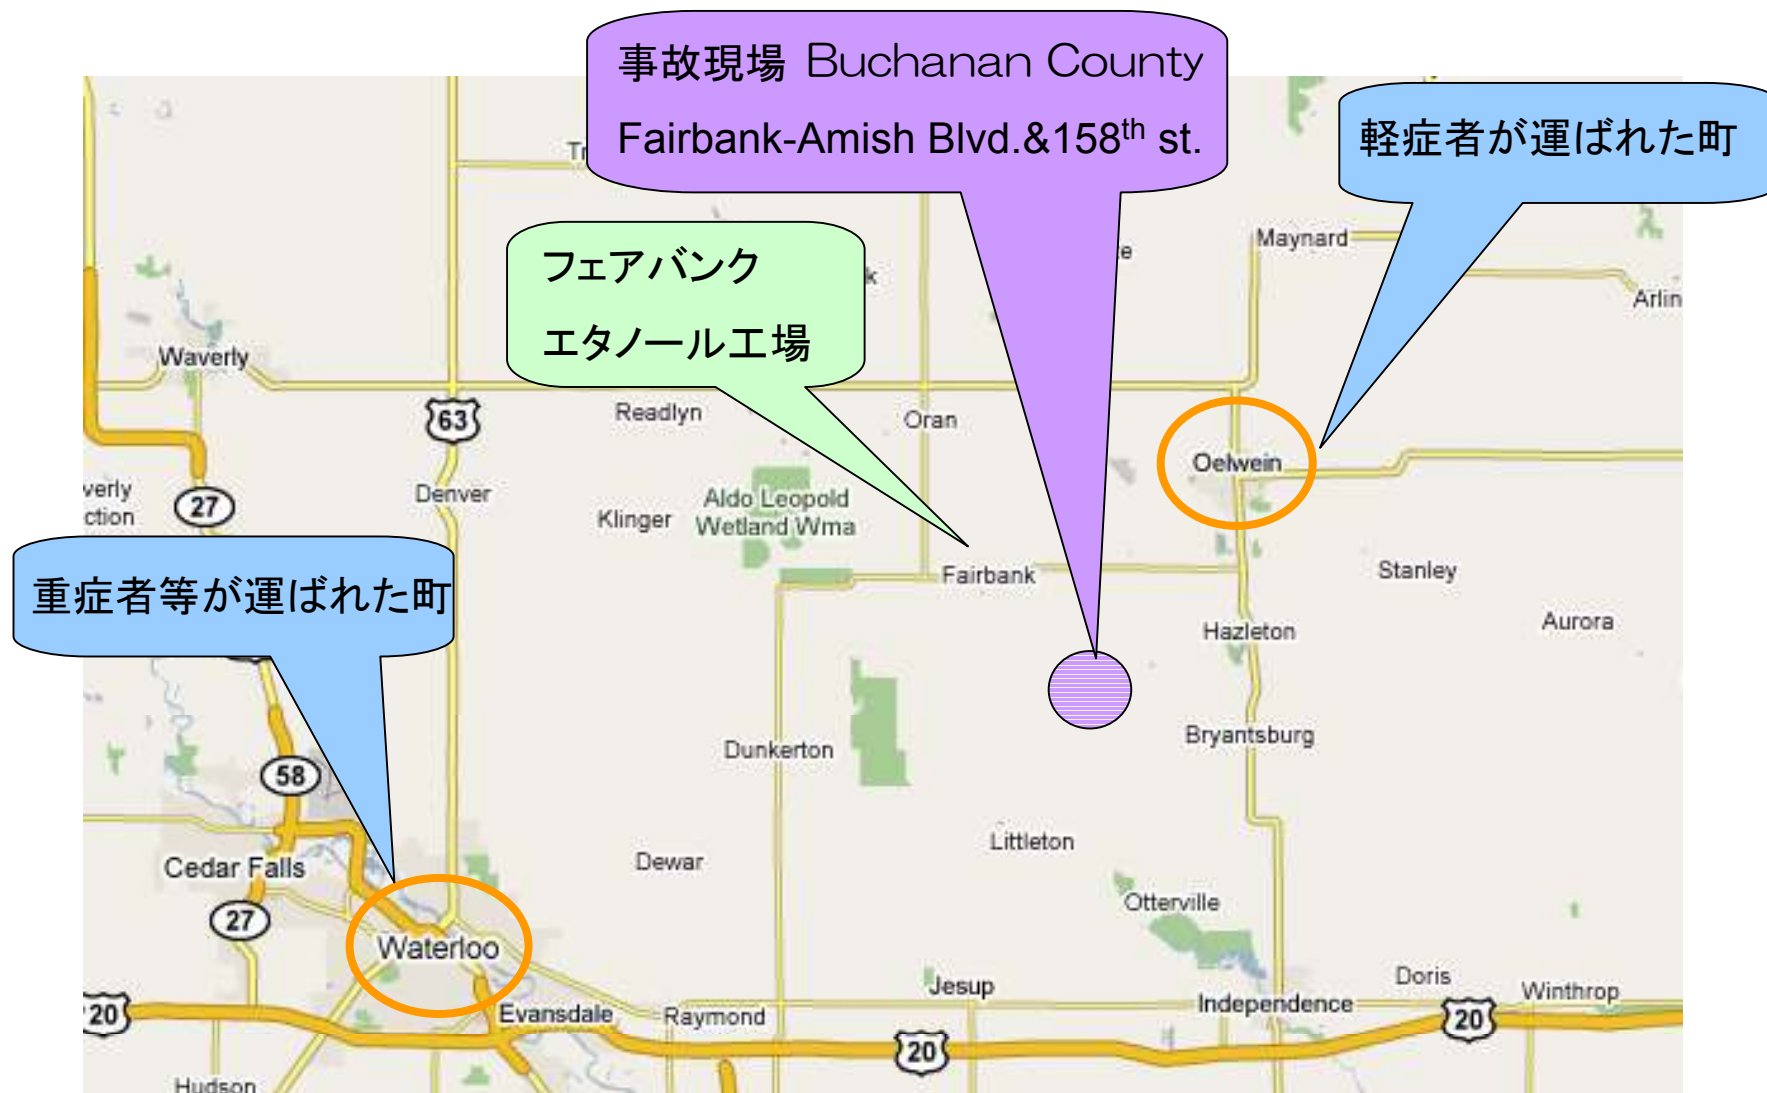 事故現場 Buchanan County
Fairbank-Amish Blvd.&158th st.
軽症者が運ばれた町
フェアバンク
エタノール工場
重症者等が運ばれた町
Maynard
Waverly
63
Readlyn
Oran
Oelwein
27
Denver
Klinger
Aldo Leopold
Wetland Wma
Fairbank
Stanley
Hazleton
Aurora
Dunkerton
Bryantsburg
58
Cedar Falls
Dewar
Littleton
27
Waterloo
Otterville
Jesup
Independence
Doris
Winthrop
20
Evansdale
Raymond
20
20
Hudson